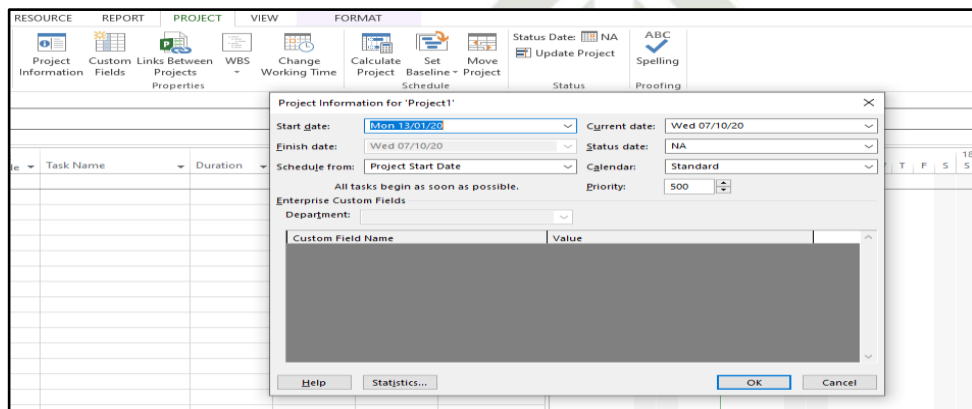 RESOURCE REPORT PROJECT VIEW FORMAT
Project Information
Custom Fields
Links Between Projects
WBS
Change Working Time
Calculate Project
Set Baseline
Move Project
Status Date: NA
Update Project
ABC
Spelling
Properties Schedule Status Proofing
Project Information for 'Project1'
Start date: Mon 13/01/20 Current date: Wed 07/10/20
Finish date: Wed 07/10/20 Status date: NA
Schedule from: Project Start Date Calendar: Standard
All tasks begin as soon as possible. Priority: 500
Enterprise Custom Fields
Department:
Custom Field Name Value
Help Statistics... OK Cancel
Task Name Duration
18
T F S S